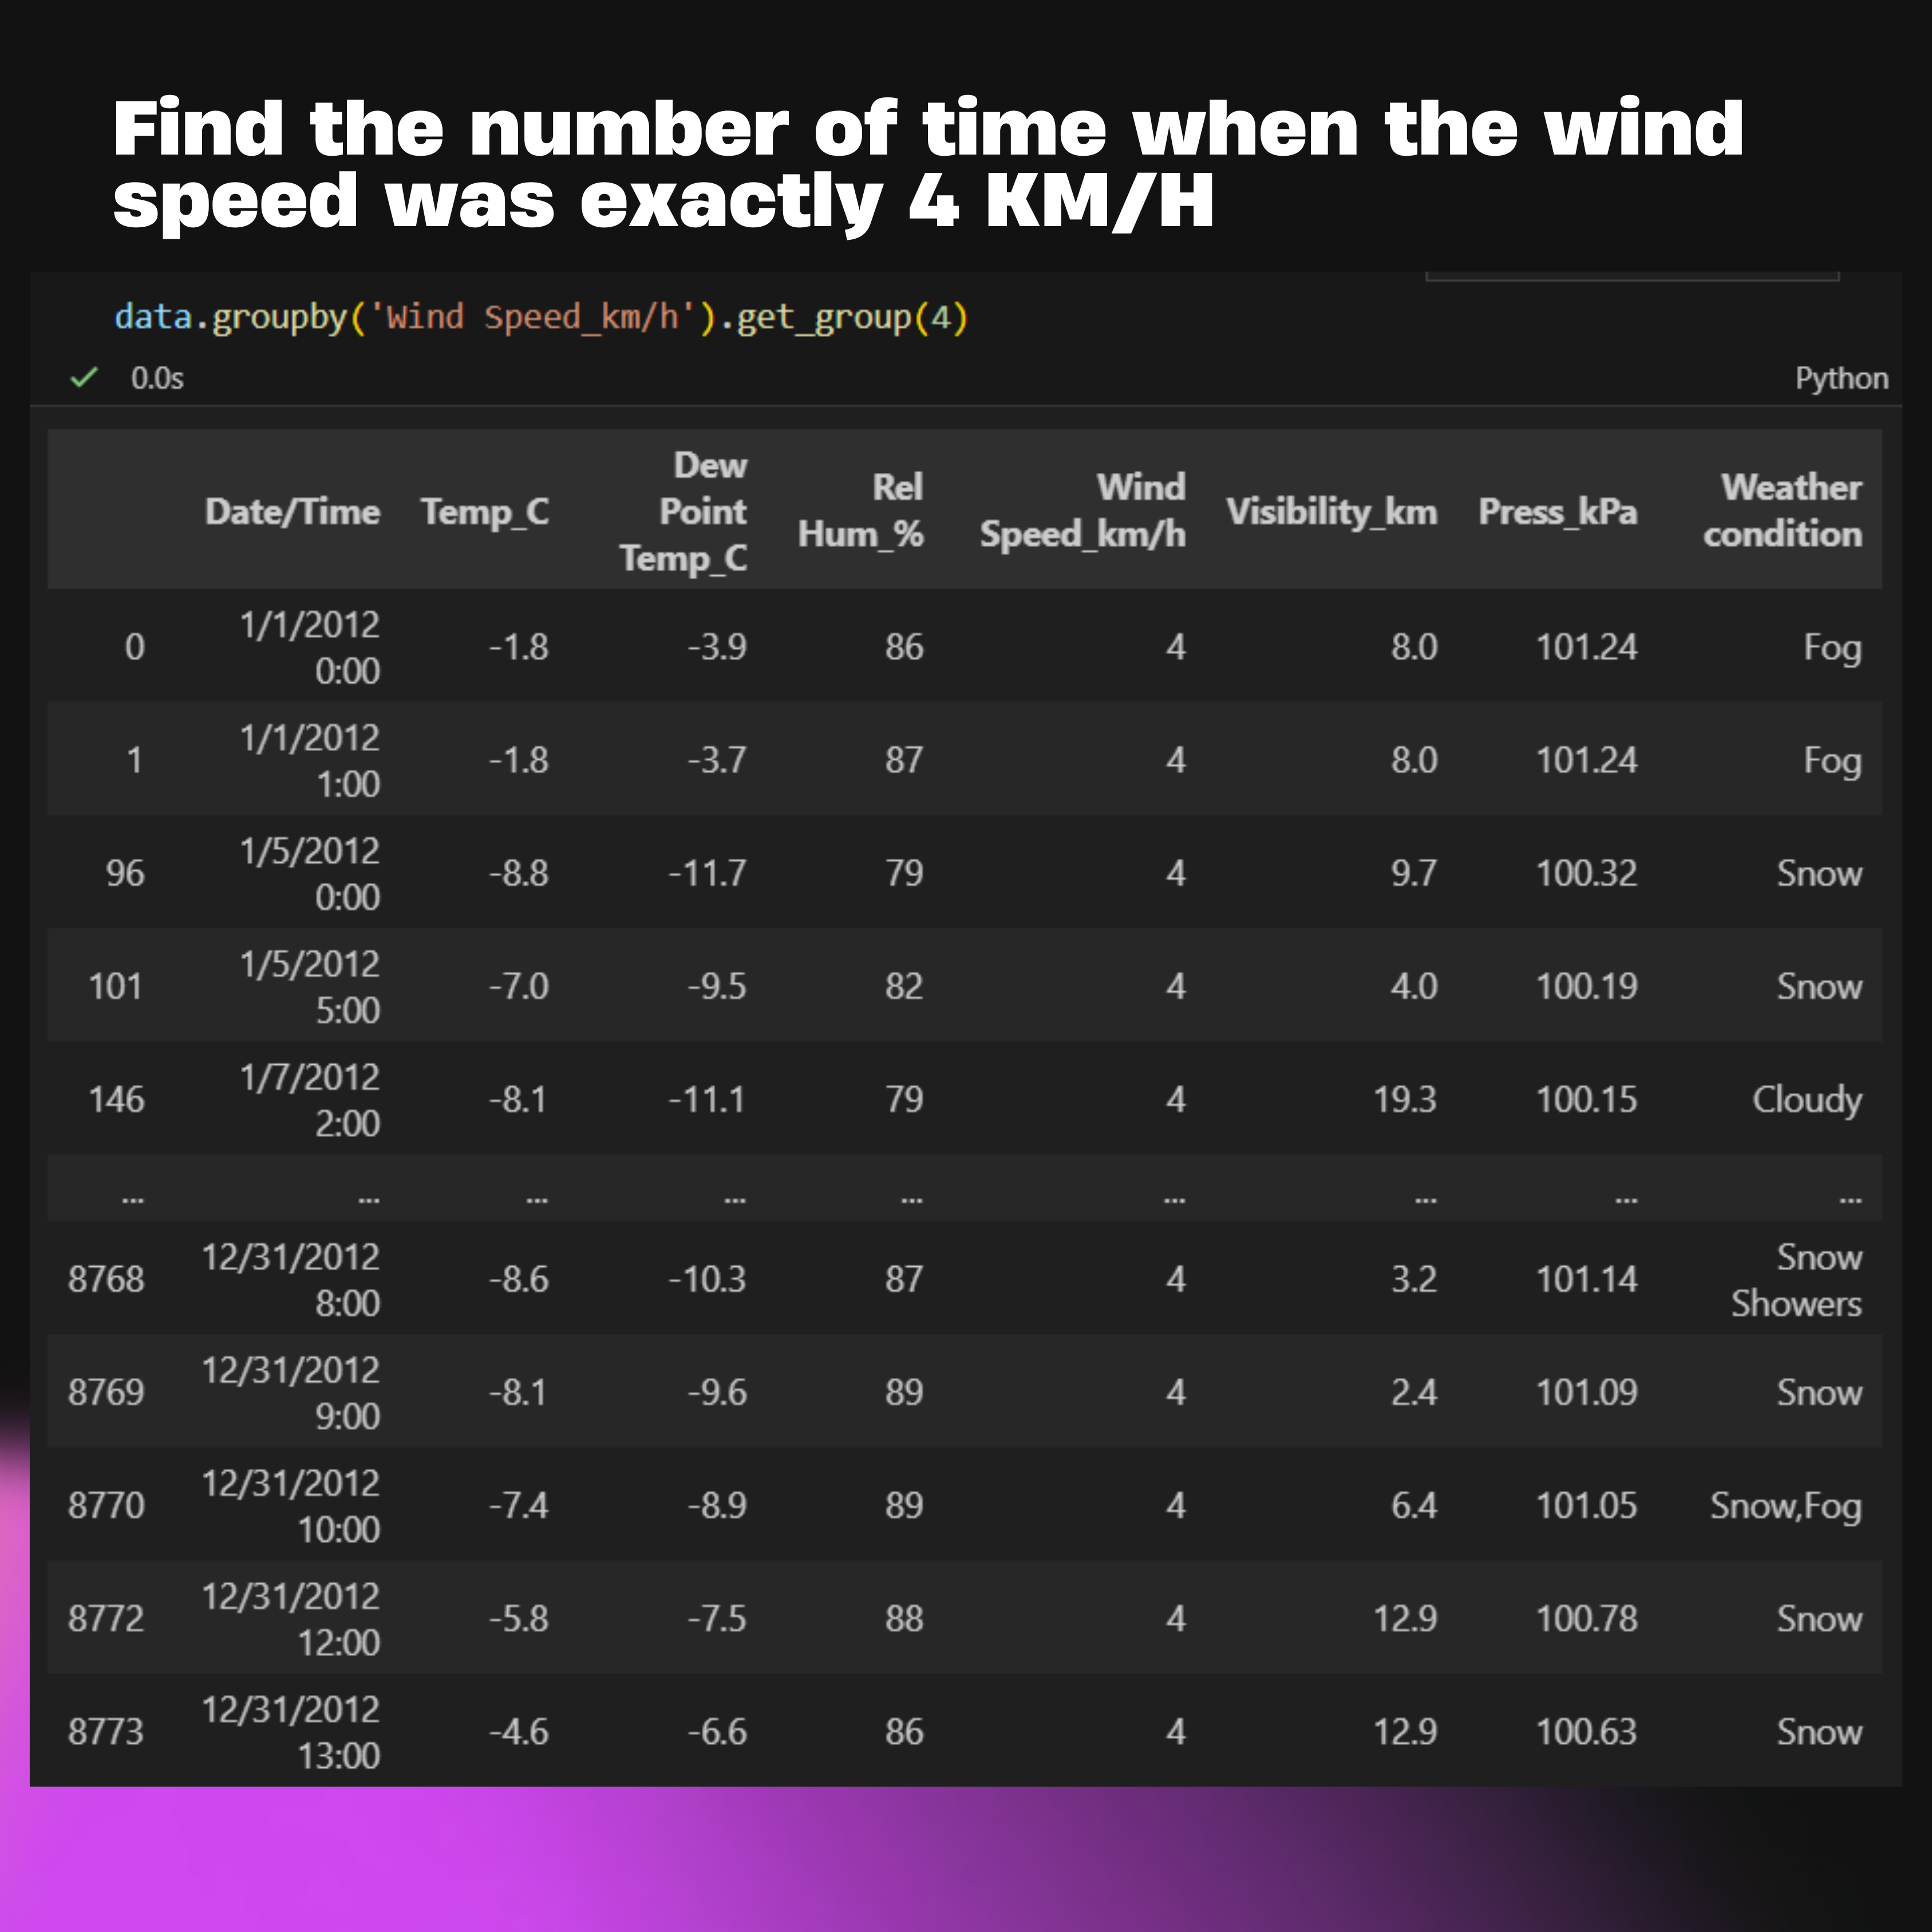 Find the number of time when the wind
speed was exactly 4 KM/H
data.groupby('Wind Speed_km/h').get_group(4)
0.0s Python
Date/Time Temp_C Dew Point Temp_C Rel Hum_% Wind Speed_km/h Visibility_km Press_kPa Weather condition
0 1/1/2012 0:00 -1.8 -3.9 86 4 8.0 101.24 Fog
1 1/1/2012 1:00 -1.8 -3.7 87 4 8.0 101.24 Fog
96 1/5/2012 0:00 -8.8 -11.7 79 4 9.7 100.32 Snow
101 1/5/2012 5:00 -7.0 -9.5 82 4 4.0 100.19 Snow
146 1/7/2012 2:00 -8.1 -11.1 79 4 19.3 100.15 Cloudy
... ... ... ... ... ... ... ... ...
8768 12/31/2012 8:00 -8.6 -10.3 87 4 3.2 101.14 Snow Showers
8769 12/31/2012 9:00 -8.1 -9.6 89 4 2.4 101.09 Snow
8770 12/31/2012 10:00 -7.4 -8.9 89 4 6.4 101.05 Snow,Fog
8772 12/31/2012 12:00 -5.8 -7.5 88 4 12.9 100.78 Snow
8773 12/31/2012 13:00 -4.6 -6.6 86 4 12.9 100.63 Snow